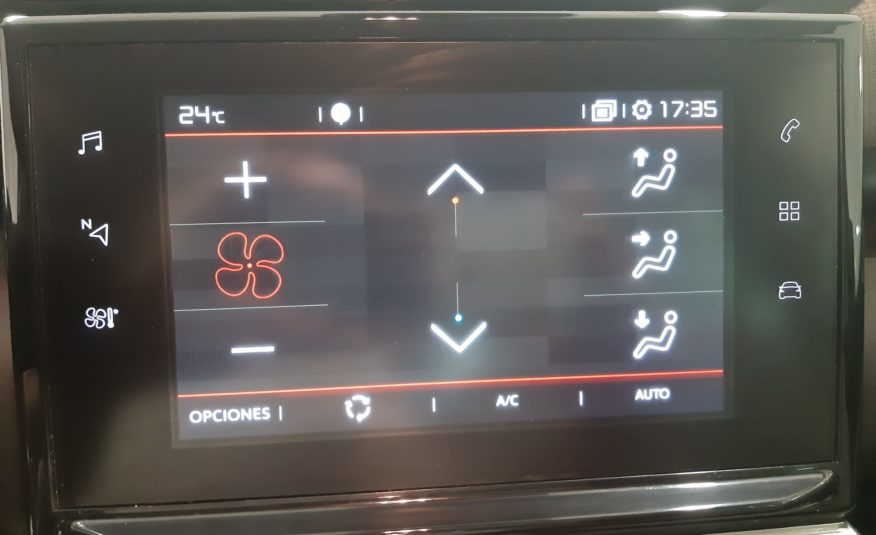 24°C
17:35
N
OPCIONES
A/C
AUTO